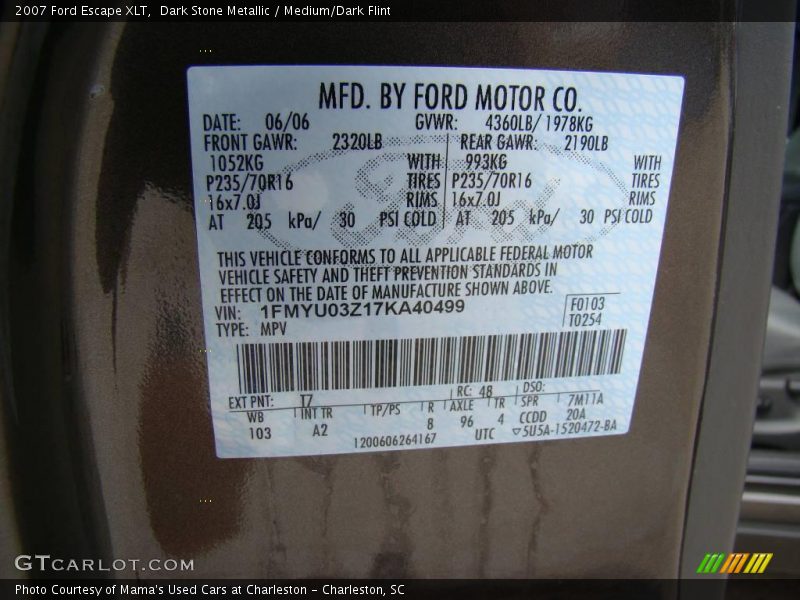 2007 Ford Escape XLT, Dark Stone Metallic / Medium/Dark Flint
MFD. BY FORD MOTOR CO.
DATE: 06/06 GVWR: 4360LB/ 1978KG
FRONT GAWR: 2320LB REAR GAWR: 2190LB
1052KG WITH 993KG WITH
P235/70R16 TIRES P235/70R16 TIRES
16x7.0J RIMS 16x7.0J RIMS
AT 205 kPa/ 30 PSI COLD AT 205 kPa/ 30 PSI COLD
Ford
THIS VEHICLE CONFORMS TO ALL APPLICABLE FEDERAL MOTOR
VEHICLE SAFETY AND THEFT PREVENTION STANDARDS IN
EFFECT ON THE DATE OF MANUFACTURE SHOWN ABOVE.
VIN: 1FMYU03Z17KA40499 F0103
TYPE: MPV T0254
EXT PNT: T7 RC: 48 DSO:
WB INT TR TP/PS R AXLE TR SPR 7M11A
103 A2 8 96 4 CCDD 20A
1200606264167 UTC 5U5A-1520472-BA
GTCARLOT.COM
Photo Courtesy of Mama's Used Cars at Charleston - Charleston, SC